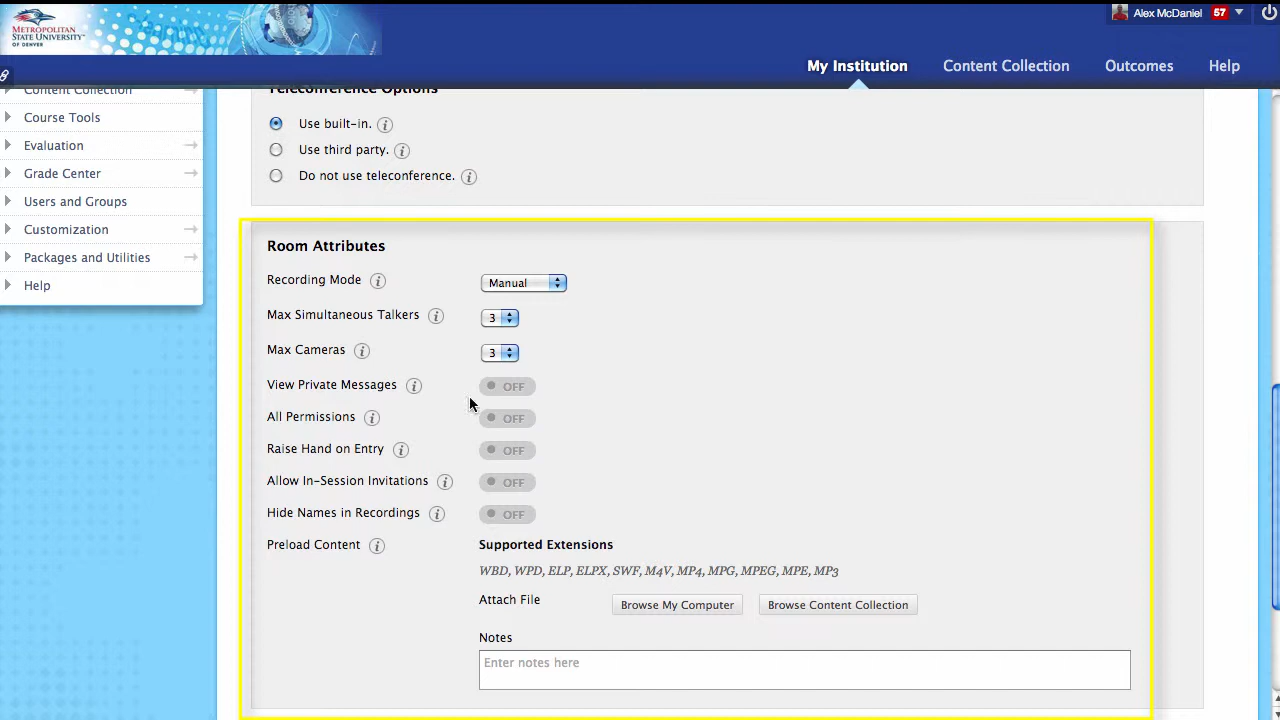 METROPOLITAN
STATE UNIVERSITY
OF DENVER
Alex McDaniel 57
My Institution Content Collection Outcomes Help
Content Collection
Course Tools
Evaluation
Grade Center
Users and Groups
Customization
Packages and Utilities
Help
Teleconference Options
Use built-in.
Use third party.
Do not use teleconference.
Room Attributes
Recording Mode Manual
Max Simultaneous Talkers 3
Max Cameras 3
View Private Messages OFF
All Permissions OFF
Raise Hand on Entry OFF
Allow In-Session Invitations OFF
Hide Names in Recordings OFF
Preload Content Supported Extensions
WBD, WPD, ELP, ELPX, SWF, M4V, MP4, MPG, MPEG, MPE, MP3
Attach File Browse My Computer Browse Content Collection
Notes
Enter notes here